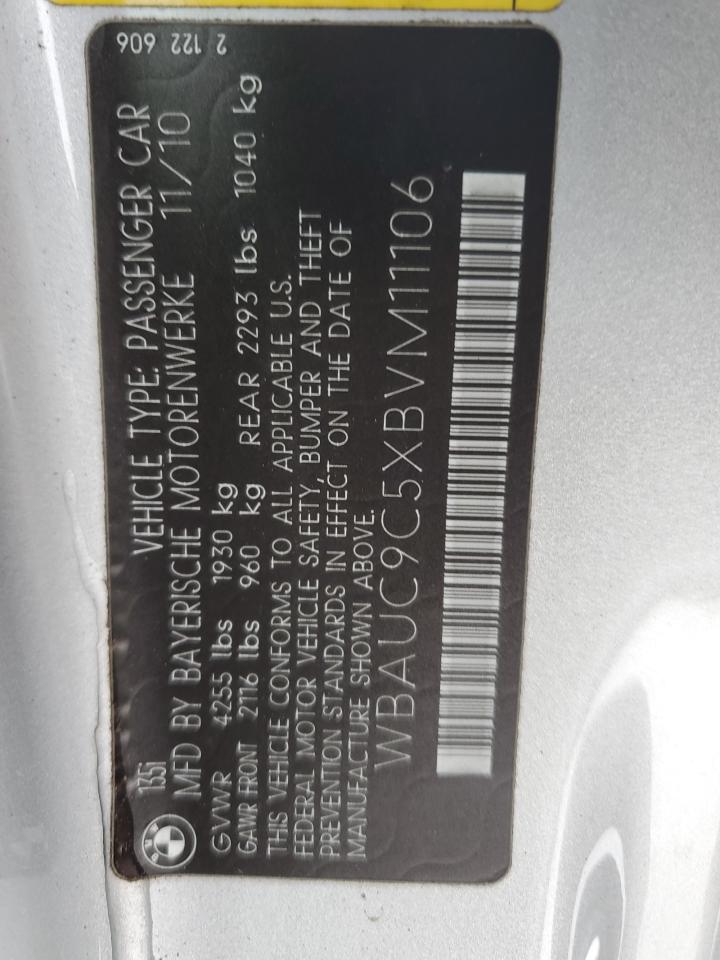 2 122 606
135i VEHICLE TYPE: PASSENGER CAR
MFD BY BAYERISCHE MOTORENWERKE 11/10
GVWR 4255 lbs 1930 kg
GAWR FRONT 2116 lbs 960 kg REAR 2293 lbs 1040 kg
THIS VEHICLE CONFORMS TO ALL APPLICABLE U.S.
FEDERAL MOTOR VEHICLE SAFETY, BUMPER AND THEFT
PREVENTION STANDARDS IN EFFECT ON THE DATE OF
MANUFACTURE SHOWN ABOVE.
WBAUC9C5XBVM11106